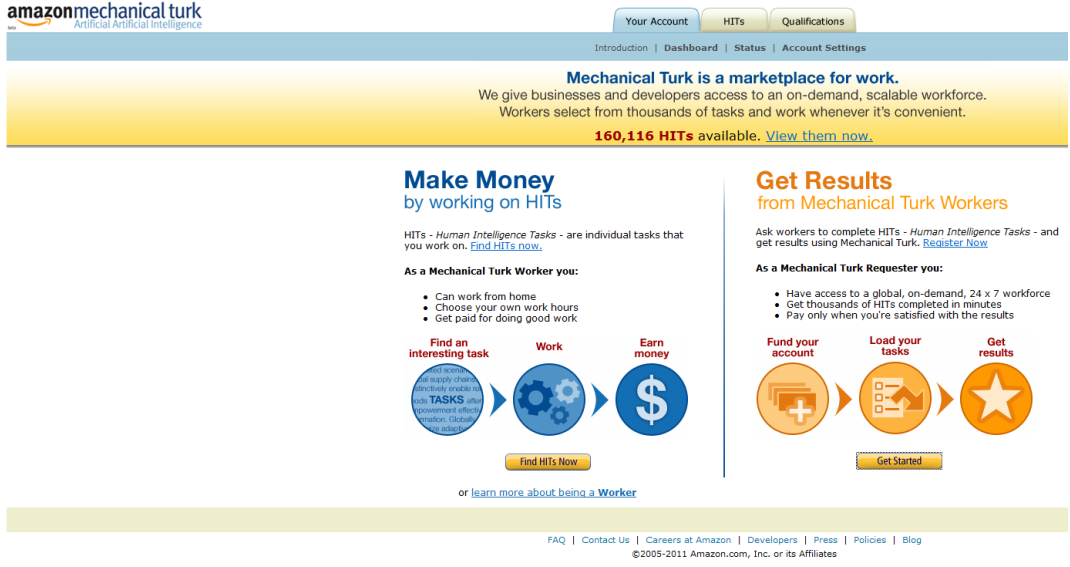 amazonmechanical turk
beta
Artificial Artificial Intelligence
Your Account
HITs
Qualifications
Introduction | Dashboard | Status | Account Settings
Mechanical Turk is a marketplace for work.
We give businesses and developers access to an on-demand, scalable workforce.
Workers select from thousands of tasks and work whenever it's convenient.
160,116 HITs available. View them now.
Make Money
by working on HITs
HITs - Human Intelligence Tasks - are individual tasks that
you work on. Find HITs now.
As a Mechanical Turk Worker you:
• Can work from home
• Choose your own work hours
• Get paid for doing good work
Find an
interesting task
Work
Earn
money
TASKS
$
Find HITs Now
or learn more about being a Worker
Get Results
from Mechanical Turk Workers
Ask workers to complete HITs - Human Intelligence Tasks - and
get results using Mechanical Turk. Register Now
As a Mechanical Turk Requester you:
• Have access to a global, on-demand, 24 x 7 workforce
• Get thousands of HITs completed in minutes
• Pay only when you're satisfied with the results
Fund your
account
Load your
tasks
Get
results
Get Started
FAQ | Contact Us | Careers at Amazon | Developers | Press | Policies | Blog
©2005-2011 Amazon.com, Inc. or its Affiliates